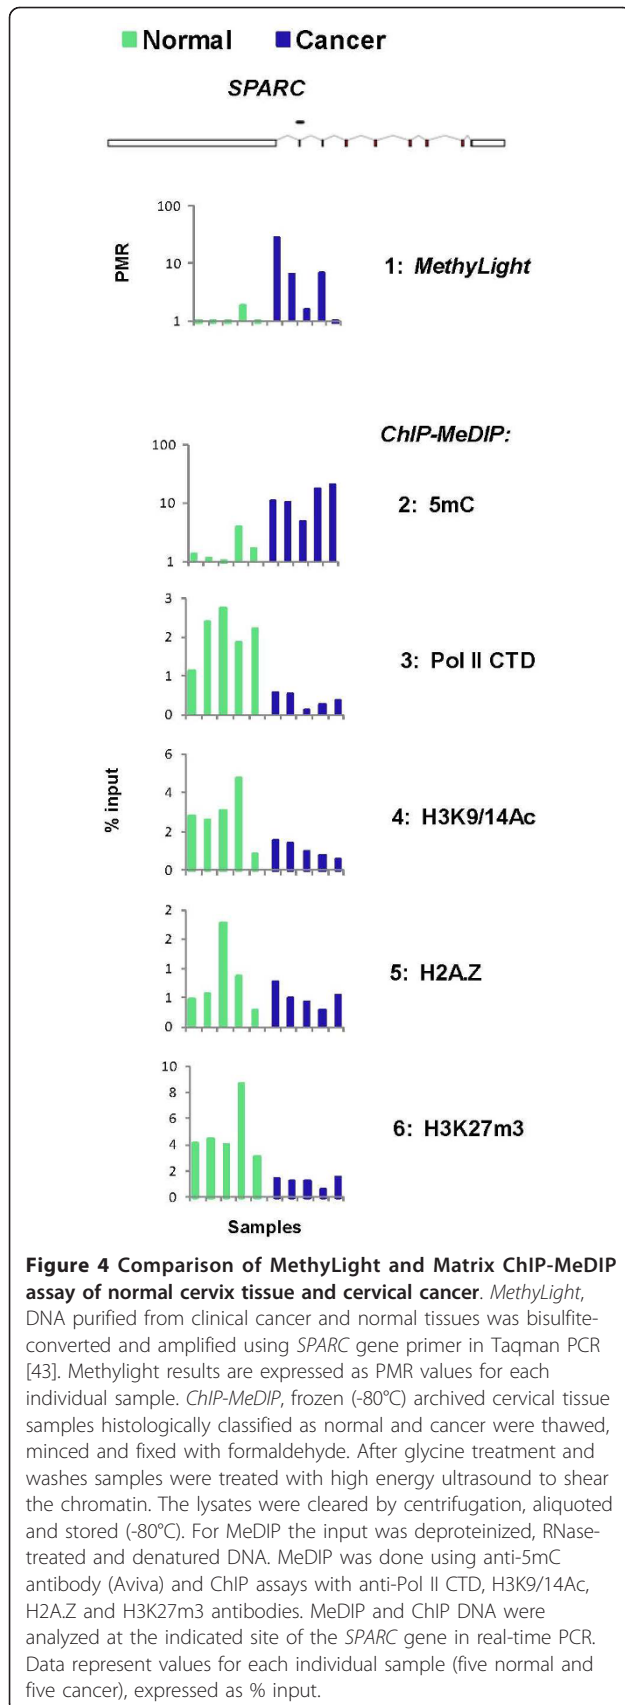 Normal Cancer
SPARC
100
10
1
PMR
1: MethyLight
ChIP-MeDIP:
100
10
1
2: 5mC
3
2
1
0
3: Pol II CTD
6
4
2
0
% input
4: H3K9/14Ac
2
2
1
1
0
5: H2A.Z
10
8
6
4
2
0
6: H3K27m3
Samples
Figure 4 Comparison of MethyLight and Matrix ChIP-MeDIP
assay of normal cervix tissue and cervical cancer. MethyLight,
DNA purified from clinical cancer and normal tissues was bisulfite-
converted and amplified using SPARC gene primer in Taqman PCR
[43]. Methylight results are expressed as PMR values for each
individual sample. ChIP-MeDIP, frozen (-80°C) archived cervical tissue
samples histologically classified as normal and cancer were thawed,
minced and fixed with formaldehyde. After glycine treatment and
washes samples were treated with high energy ultrasound to shear
the chromatin. The lysates were cleared by centrifugation, aliquoted
and stored (-80°C). For MeDIP the input was deproteinized, RNase-
treated and denatured DNA. MeDIP was done using anti-5mC
antibody (Aviva) and ChIP assays with anti-Pol II CTD, H3K9/14Ac,
H2A.Z and H3K27m3 antibodies. MeDIP and ChIP DNA were
analyzed at the indicated site of the SPARC gene in real-time PCR.
Data represent values for each individual sample (five normal and
five cancer), expressed as % input.